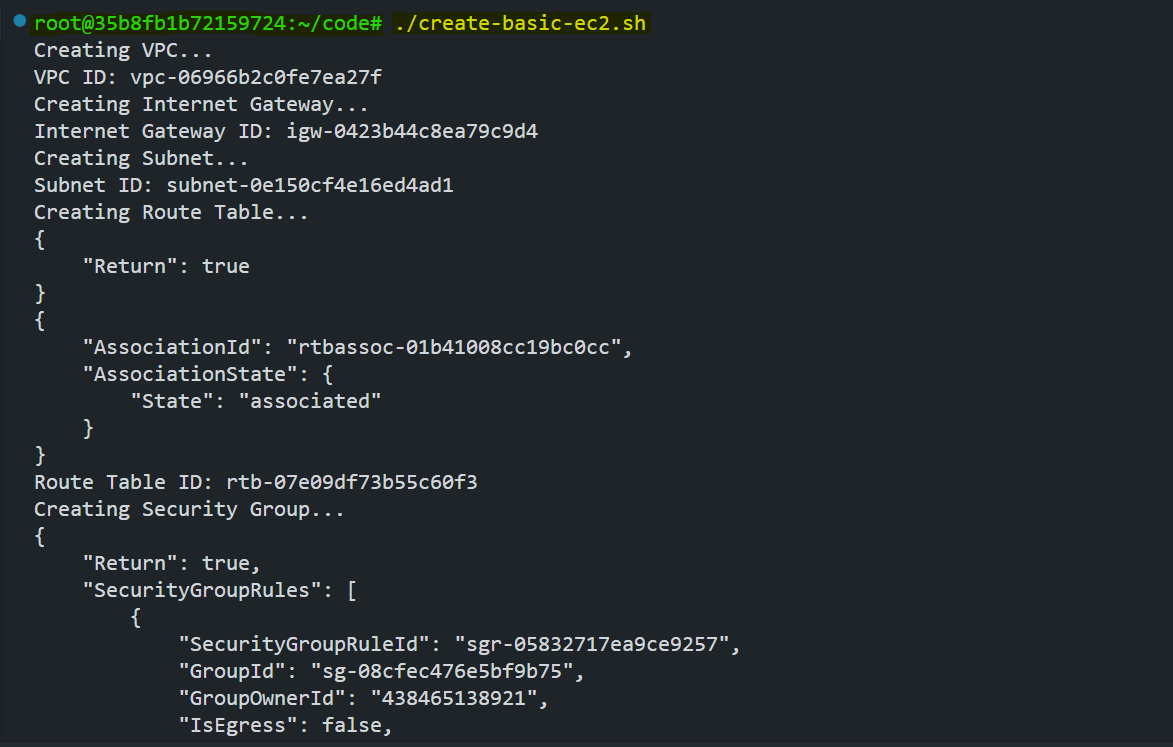 root@35b8fb1b72159724:~/code# ./create-basic-ec2.sh
Creating VPC...
VPC ID: vpc-06966b2c0fe7ea27f
Creating Internet Gateway...
Internet Gateway ID: igw-0423b44c8ea79c9d4
Creating Subnet...
Subnet ID: subnet-0e150cf4e16ed4ad1
Creating Route Table...
{
    "Return": true
}
{
    "AssociationId": "rtbassoc-01b41008cc19bc0cc",
    "AssociationState": {
        "State": "associated"
    }
}
Route Table ID: rtb-07e09df73b55c60f3
Creating Security Group...
{
    "Return": true,
    "SecurityGroupRules": [
        {
            "SecurityGroupRuleId": "sgr-05832717ea9ce9257",
            "GroupId": "sg-08cfec476e5bf9b75",
            "GroupOwnerId": "438465138921",
            "IsEgress": false,